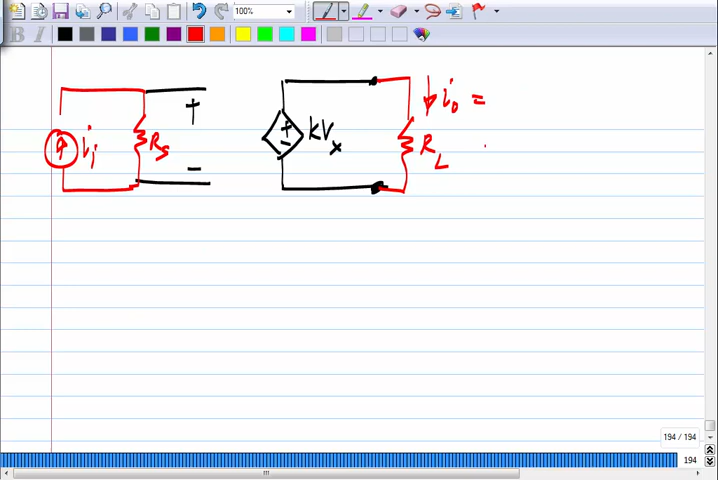 100%
B I
+
-
i_i
R_s
+
-
kV_x
i_o =
R_L
194 / 194
194